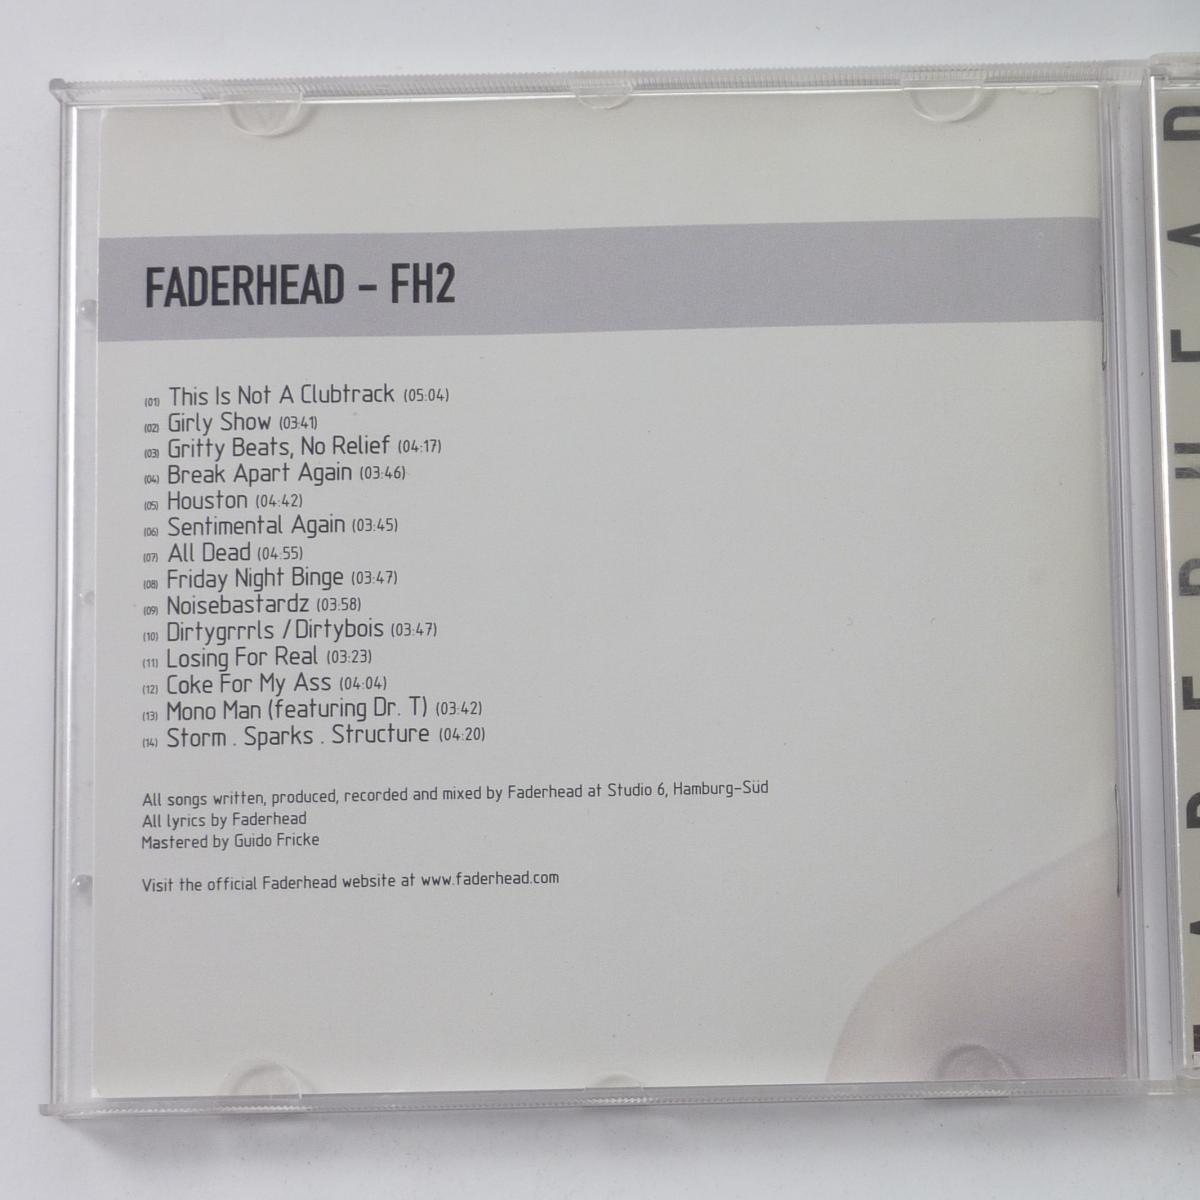 FADERHEAD – FH2
(01) This Is Not A Clubtrack (05:04)
(02) Girly Show (03:41)
(03) Gritty Beats, No Relief (04:17)
(04) Break Apart Again (03:46)
(05) Houston (04:42)
(06) Sentimental Again (03:45)
(07) All Dead (04:55)
(08) Friday Night Binge (03:47)
(09) Noisebastardz (03:58)
(10) Dirtygrrrls / Dirtybois (03:47)
(11) Losing For Real (03:23)
(12) Coke For My Ass (04:04)
(13) Mono Man (featuring Dr. T) (03:42)
(14) Storm . Sparks . Structure (04:20)
All songs written, produced, recorded and mixed by Faderhead at Studio 6, Hamburg-Süd
All lyrics by Faderhead
Mastered by Guido Fricke
Visit the official Faderhead website at www.faderhead.com